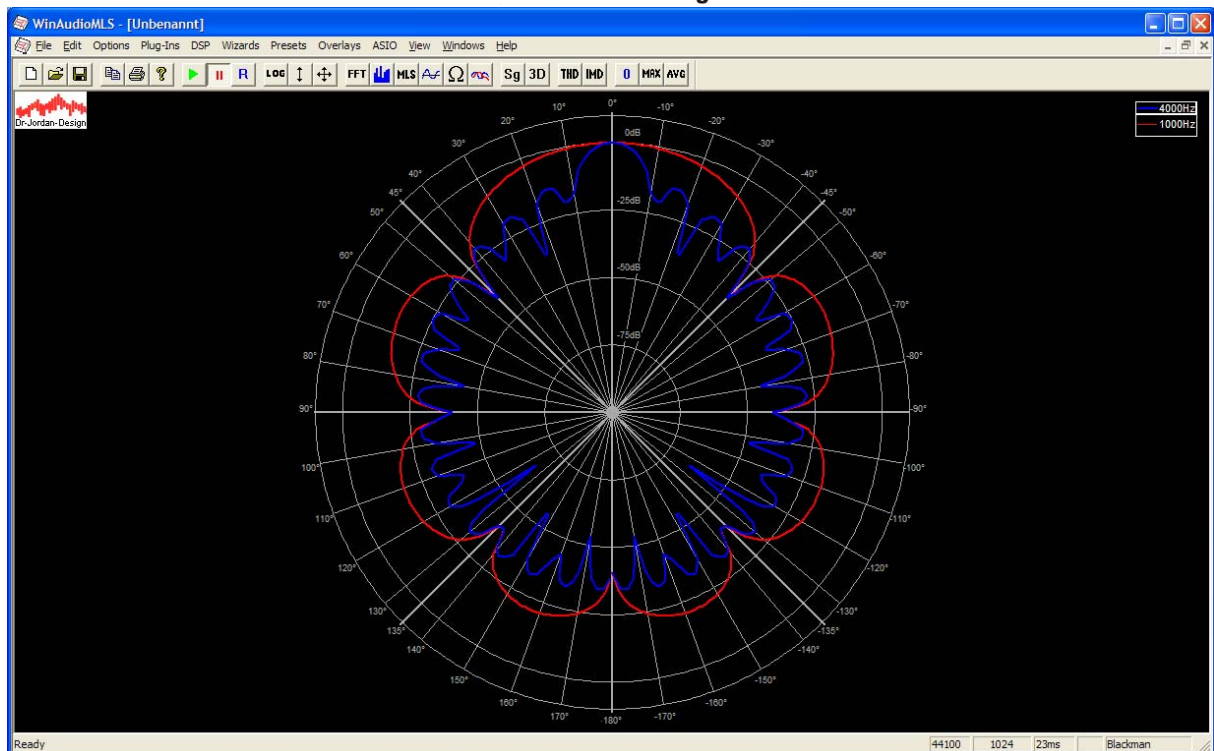 WinAudioMLS - [Unbenannt]
File Edit Options Plug-Ins DSP Wizards Presets Overlays ASIO View Windows Help
R LOG FFT MLS Ω Sg 3D THD IMD 0 MAX AVG
Dr-Jordan-Design
4000Hz
1000Hz
0°
10° -10°
20° -20°
30° -30°
40° -40°
45° -45°
50° -50°
60° -60°
70° -70°
80° -80°
90° -90°
100° -100°
110° -110°
120° -120°
130° -130°
135° -135°
140° -140°
150° -150°
160° -160°
170° -170°
-180°
0dB
-25dB
-50dB
-75dB
Ready 44100 1024 23ms Blackman